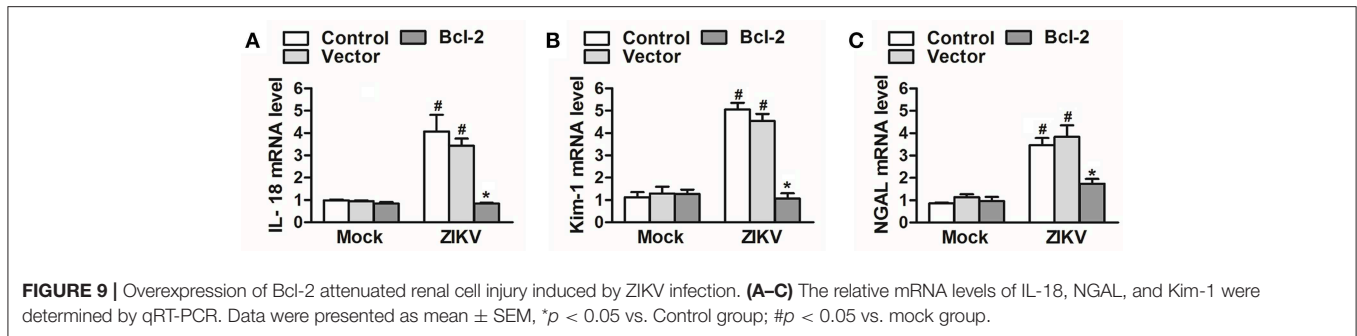 A Control Bcl-2
Vector
IL- 18 mRNA level
6
5
4
3
2
1
0
# # *
Mock ZIKV
B Control Bcl-2
Vector
Kim-1 mRNA level
6
5
4
3
2
1
0
# # *
Mock ZIKV
C Control Bcl-2
Vector
NGAL mRNA level
6
5
4
3
2
1
0
# # *
Mock ZIKV
FIGURE 9 | Overexpression of Bcl-2 attenuated renal cell injury induced by ZIKV infection. (A–C) The relative mRNA levels of IL-18, NGAL, and Kim-1 were
determined by qRT-PCR. Data were presented as mean ± SEM, *p < 0.05 vs. Control group; #p < 0.05 vs. mock group.